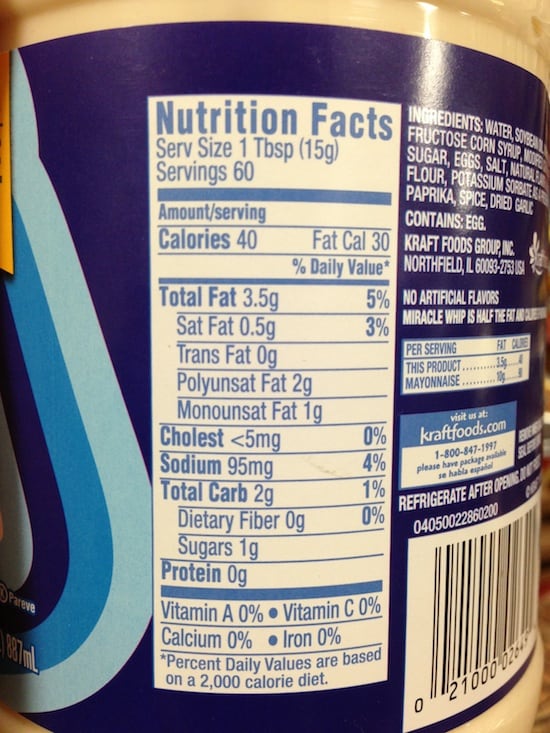 Nutrition Facts
Serv Size 1 Tbsp (15g)
Servings 60
Amount/serving
Calories 40 Fat Cal 30
% Daily Value*
Total Fat 3.5g 5%
Sat Fat 0.5g 3%
Trans Fat 0g
Polyunsat Fat 2g
Monounsat Fat 1g
Cholest <5mg 0%
Sodium 95mg 4%
Total Carb 2g 1%
Dietary Fiber 0g 0%
Sugars 1g
Protein 0g
Vitamin A 0% • Vitamin C 0%
Calcium 0% • Iron 0%
*Percent Daily Values are based
on a 2,000 calorie diet.
INGREDIENTS: WATER, SOYBEAN
FRUCTOSE CORN SYRUP,
SUGAR, EGGS, SALT, NATURAL
FLOUR, POTASSIUM SORBATE AS A
PAPRIKA, SPICE, DRIED GARLIC
CONTAINS: EGG.
KRAFT FOODS GROUP, INC.
NORTHFIELD, IL 60093-2753 USA
NO ARTIFICIAL FLAVORS
MIRACLE WHIP IS HALF THE FAT AND
PER SERVING FAT CALORIES
THIS PRODUCT 3.5g 40
MAYONNAISE 10g 90
visit us at:
kraftfoods.com
1-800-847-1997
please have package available
se habla español
REFRIGERATE AFTER OPENING.
04050022860200
0 21000
Pareve
887mL